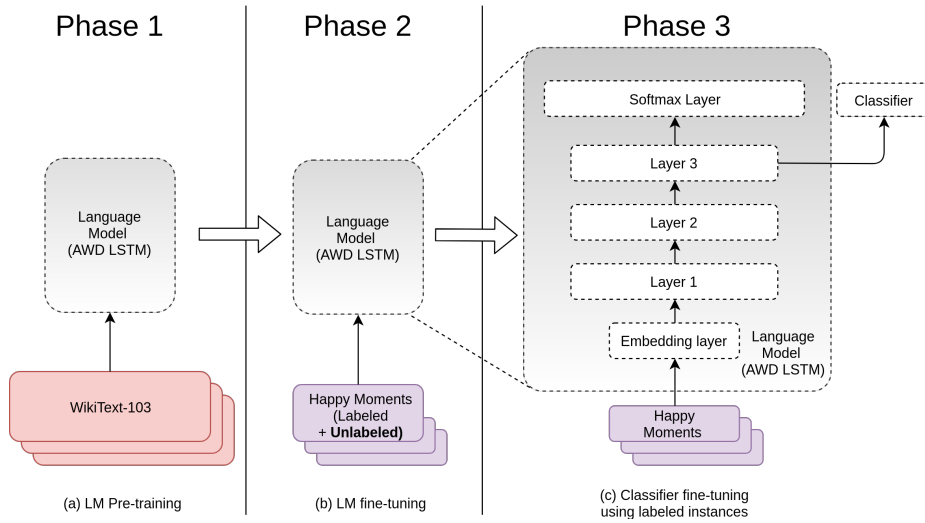 Phase 1
Phase 2
Phase 3
Language
Model
(AWD LSTM)
WikiText-103
(a) LM Pre-training
Language
Model
(AWD LSTM)
Happy Moments
(Labeled
+ Unlabeled)
(b) LM fine-tuning
Softmax Layer
Classifier
Layer 3
Layer 2
Layer 1
Embedding layer
Language
Model
(AWD LSTM)
Happy
Moments
(c) Classifier fine-tuning
using labeled instances